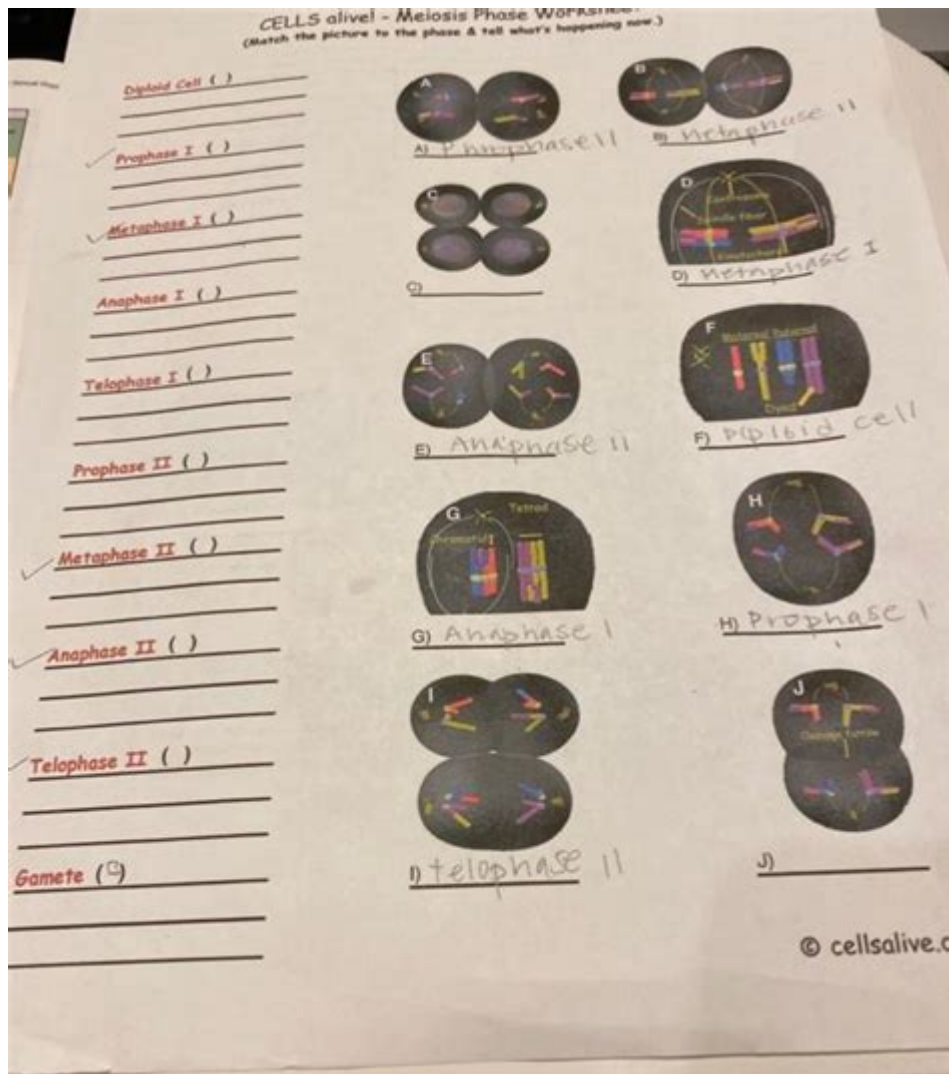 CELLS alive! - Meiosis Phase Worksheet
(Match the picture to the phase & tell what's happening now.)
Diploid Cell ( )
Prophase I ( )
Metaphase I ( )
Anaphase I ( )
Telophase I ( )
Prophase II ( )
Metaphase II ( )
Anaphase II ( )
Telophase II ( )
Gamete (C)
A
A) Prophase II
B
B) Metaphase II
C
C)
D
Centrosome
Spindle Fiber
Kinetochore
D) Metaphase I
E
E) Anaphase II
F
Maternal Paternal
Dyad
F) Diploid cell
G
Tetrad
Chromatid
G) Anaphase I
H
H) Prophase I
I
I) telophase II
J
Cleavage Furrow
J)
© cellsalive.c